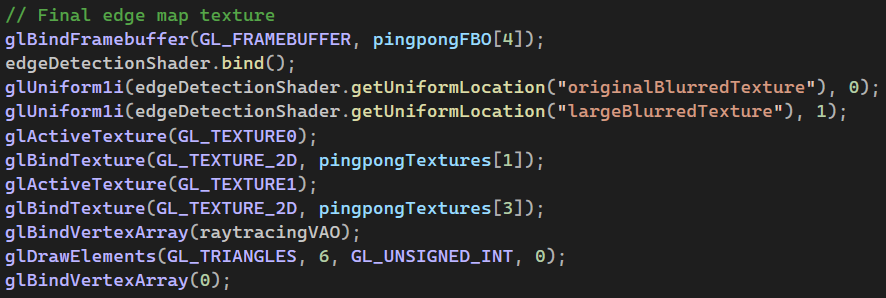 // Final edge map texture
glBindFramebuffer(GL_FRAMEBUFFER, pingpongFBO[4]);
edgeDetectionShader.bind();
glUniform1i(edgeDetectionShader.getUniformLocation("originalBlurredTexture"), 0);
glUniform1i(edgeDetectionShader.getUniformLocation("largeBlurredTexture"), 1);
glActiveTexture(GL_TEXTURE0);
glBindTexture(GL_TEXTURE_2D, pingpongTextures[1]);
glActiveTexture(GL_TEXTURE1);
glBindTexture(GL_TEXTURE_2D, pingpongTextures[3]);
glBindVertexArray(raytracingVAO);
glDrawElements(GL_TRIANGLES, 6, GL_UNSIGNED_INT, 0);
glBindVertexArray(0);